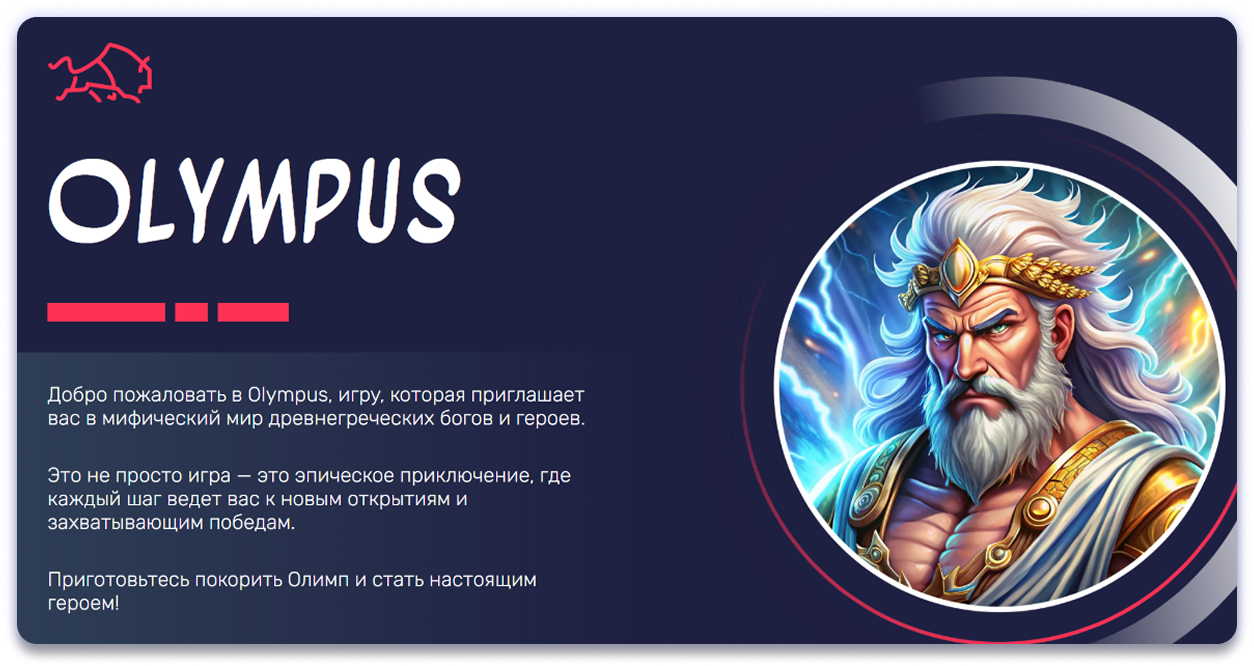 OLYMPUS
Добро пожаловать в Olympus, игру, которая приглашает
вас в мифический мир древнегреческих богов и героев.
Это не просто игра — это эпическое приключение, где
каждый шаг ведет вас к новым открытиям и
захватывающим победам.
Приготовьтесь покорить Олимп и стать настоящим
героем!